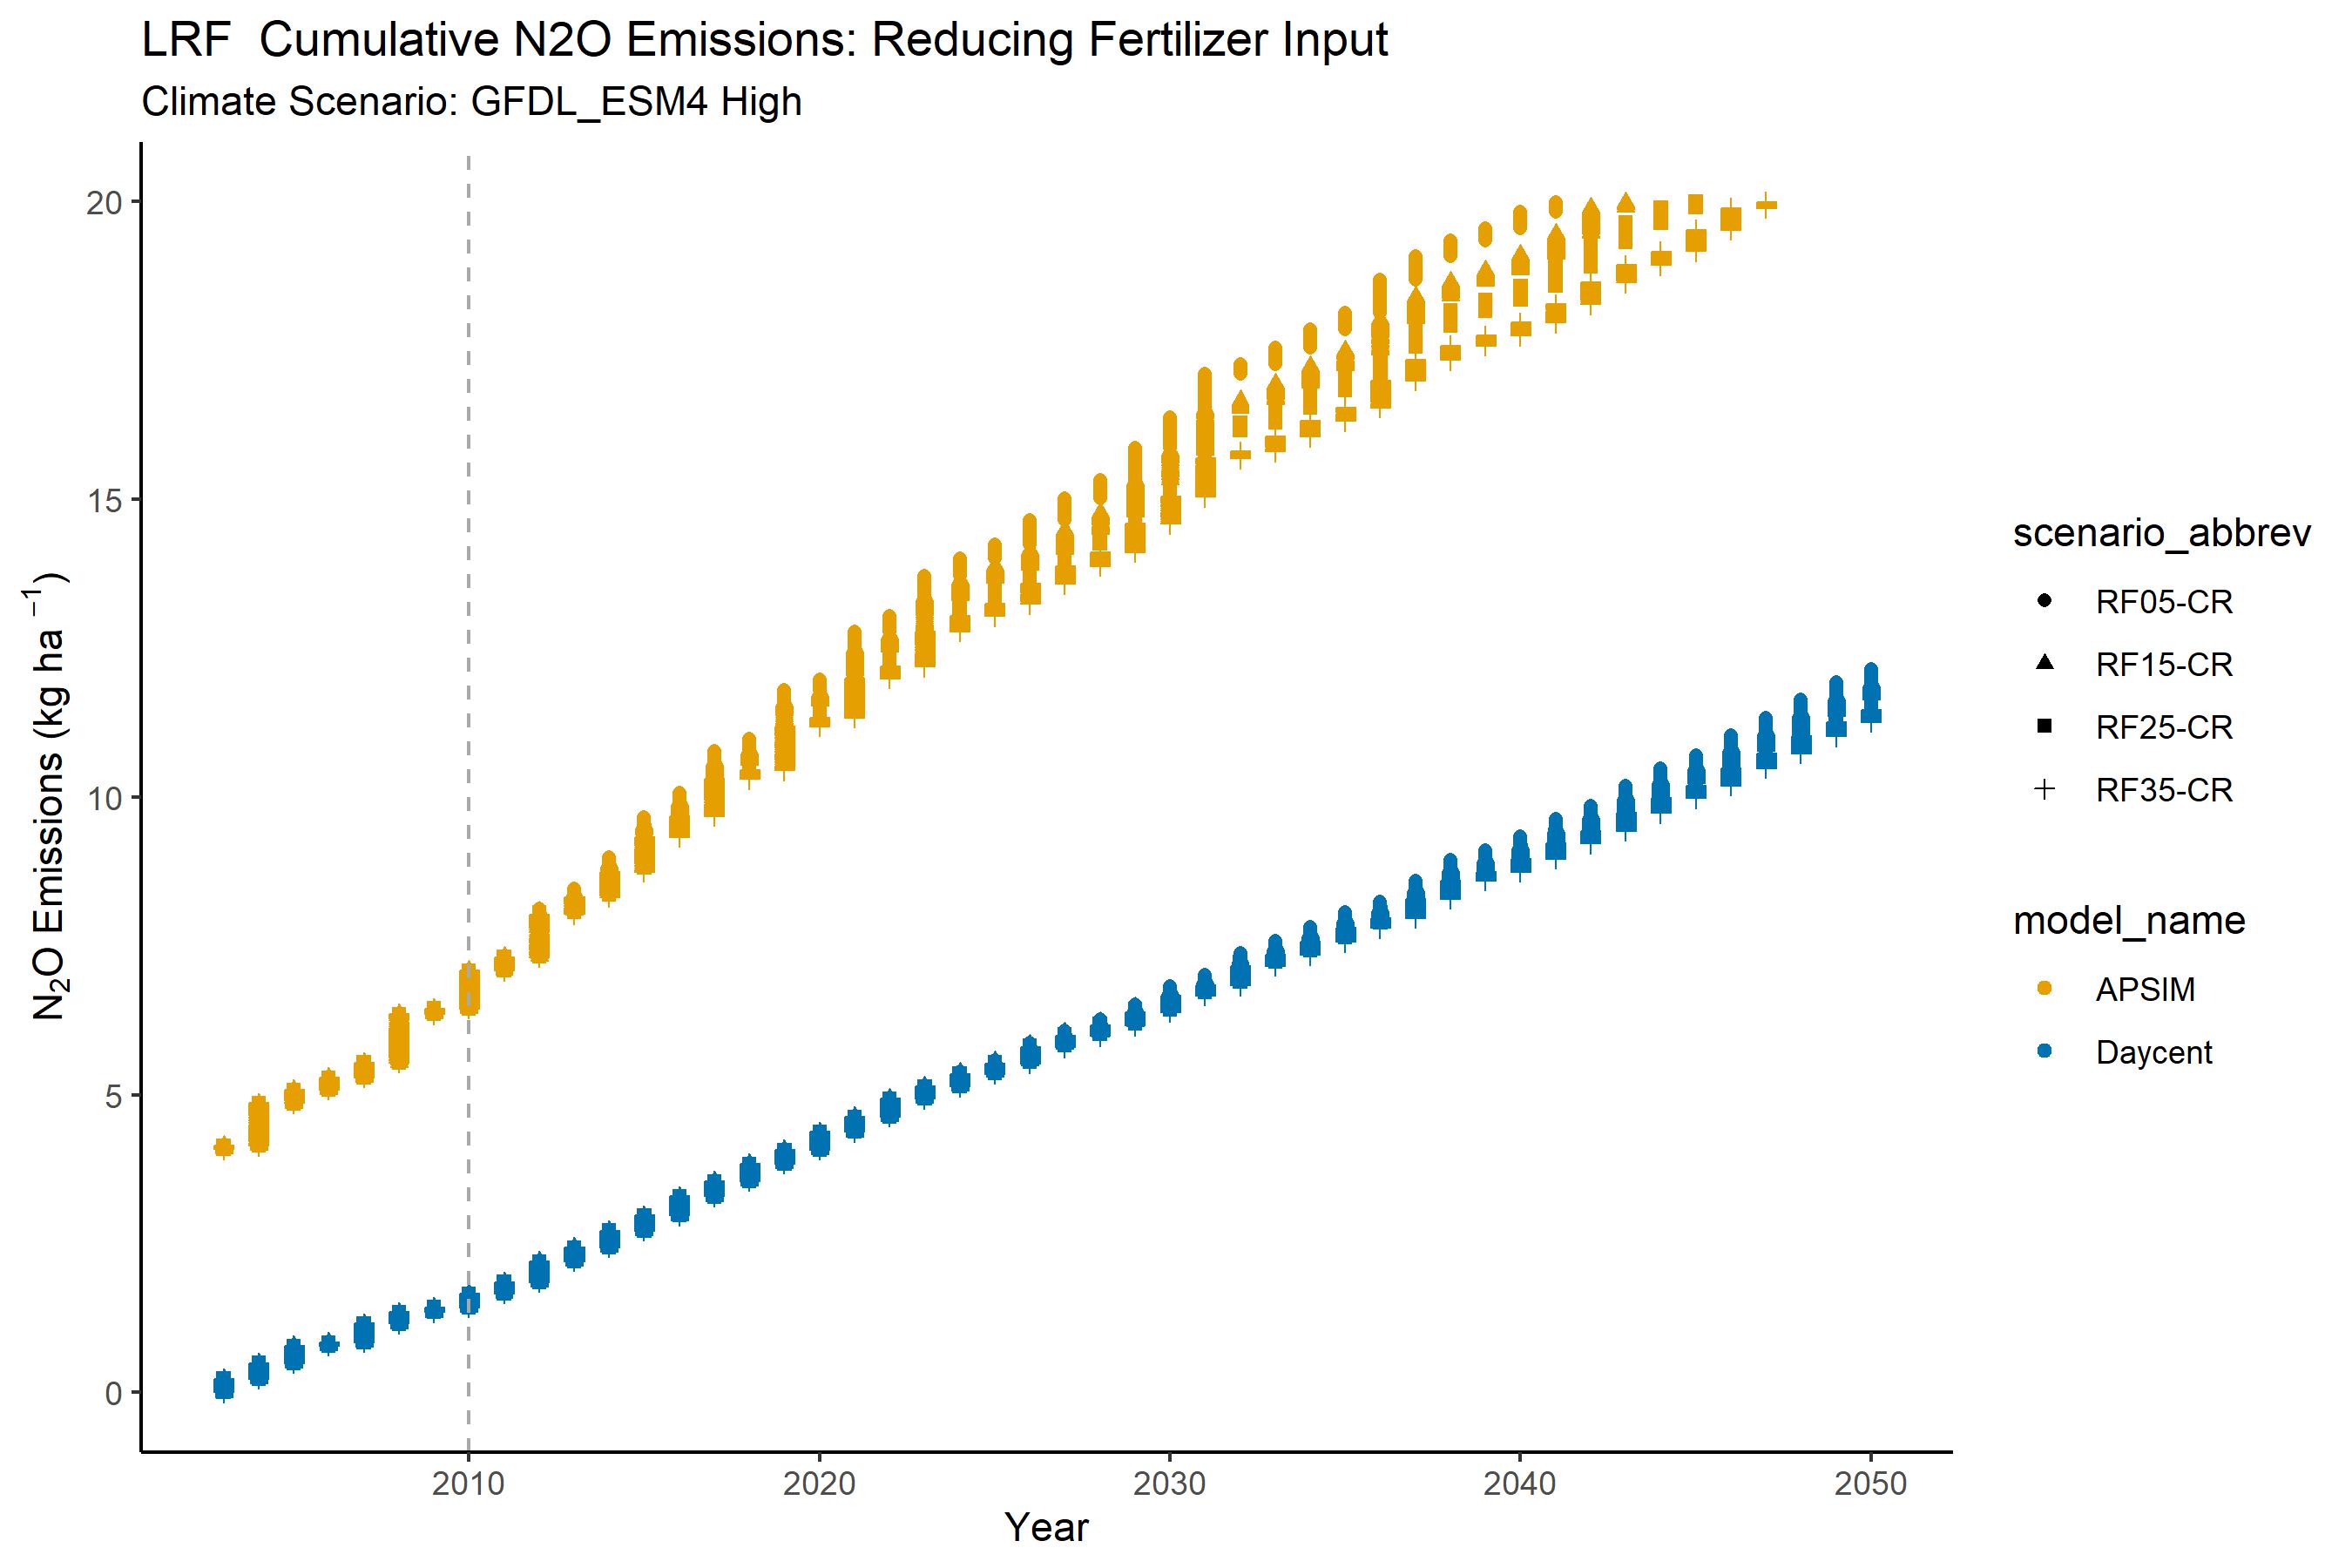 LRF  Cumulative N2O Emissions: Reducing Fertilizer Input
Climate Scenario: GFDL_ESM4 High
N₂O Emissions (kg ha ⁻¹)
20
15
10
5
0
2010
2020
2030
2040
2050
Year
scenario_abbrev
RF05-CR
RF15-CR
RF25-CR
RF35-CR
model_name
APSIM
Daycent